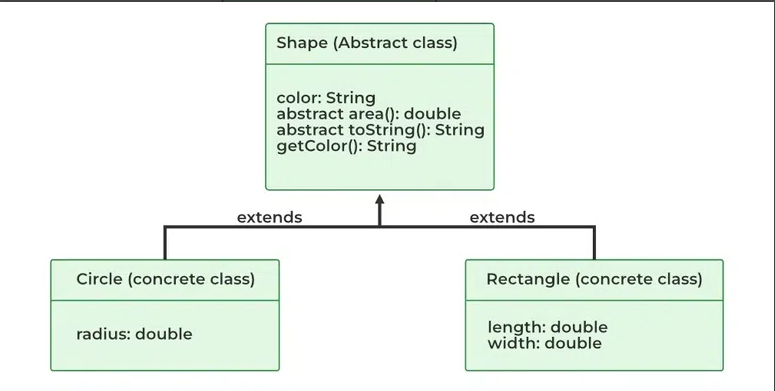 Shape (Abstract class)
color: String
abstract area(): double
abstract toString(): String
getColor(): String
extends
extends
Circle (concrete class)
radius: double
Rectangle (concrete class)
length: double
width: double